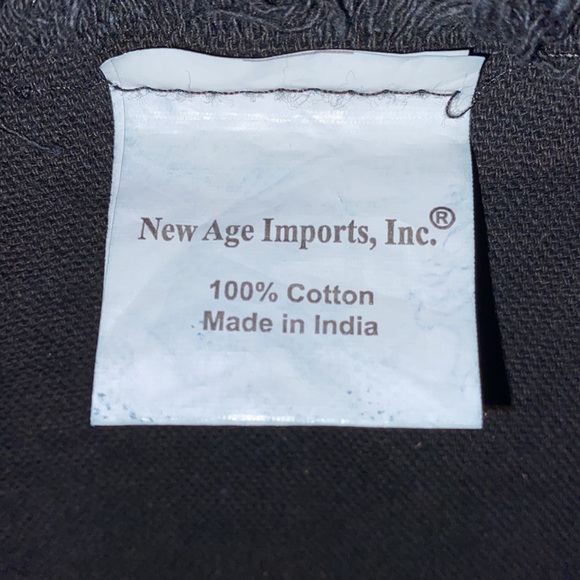 New Age Imports, Inc.®
100% Cotton
Made in India